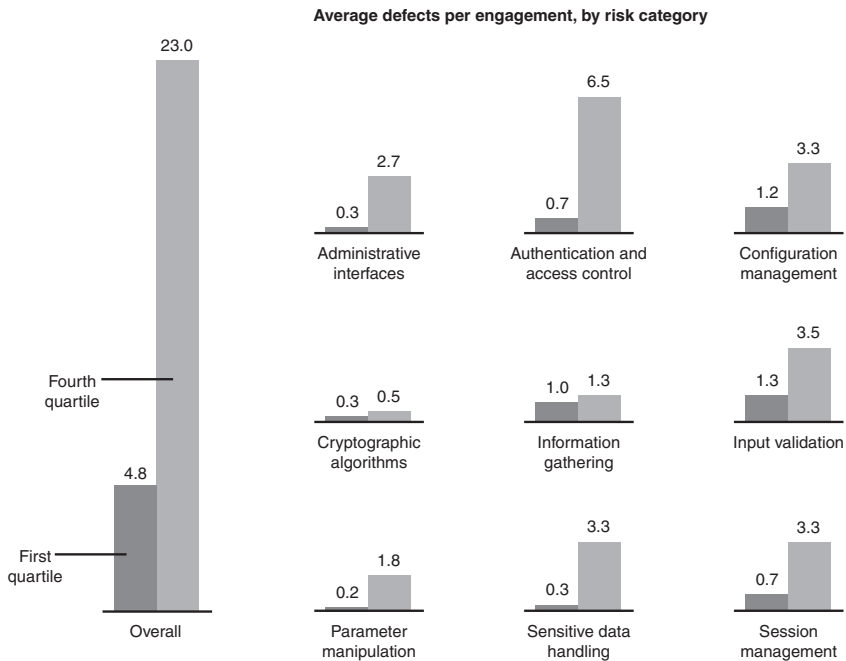 Average defects per engagement, by risk category
23.0
Fourth
quartile
4.8
First
quartile
Overall
0.3
2.7
Administrative
interfaces
0.7
6.5
Authentication and
access control
1.2
3.3
Configuration
management
0.3
0.5
Cryptographic
algorithms
1.0
1.3
Information
gathering
1.3
3.5
Input validation
0.2
1.8
Parameter
manipulation
0.3
3.3
Sensitive data
handling
0.7
3.3
Session
management